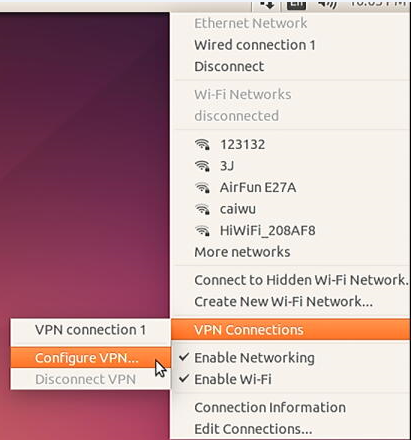 En
Ethernet Network
Wired connection 1
Disconnect
Wi-Fi Networks
disconnected
123132
3J
AirFun E27A
caiwu
HiWiFi_208AF8
More networks
Connect to Hidden Wi-Fi Network.
Create New Wi-Fi Network...
VPN Connections
VPN connection 1
Configure VPN...
Disconnect VPN
Enable Networking
Enable Wi-Fi
Connection Information
Edit Connections...